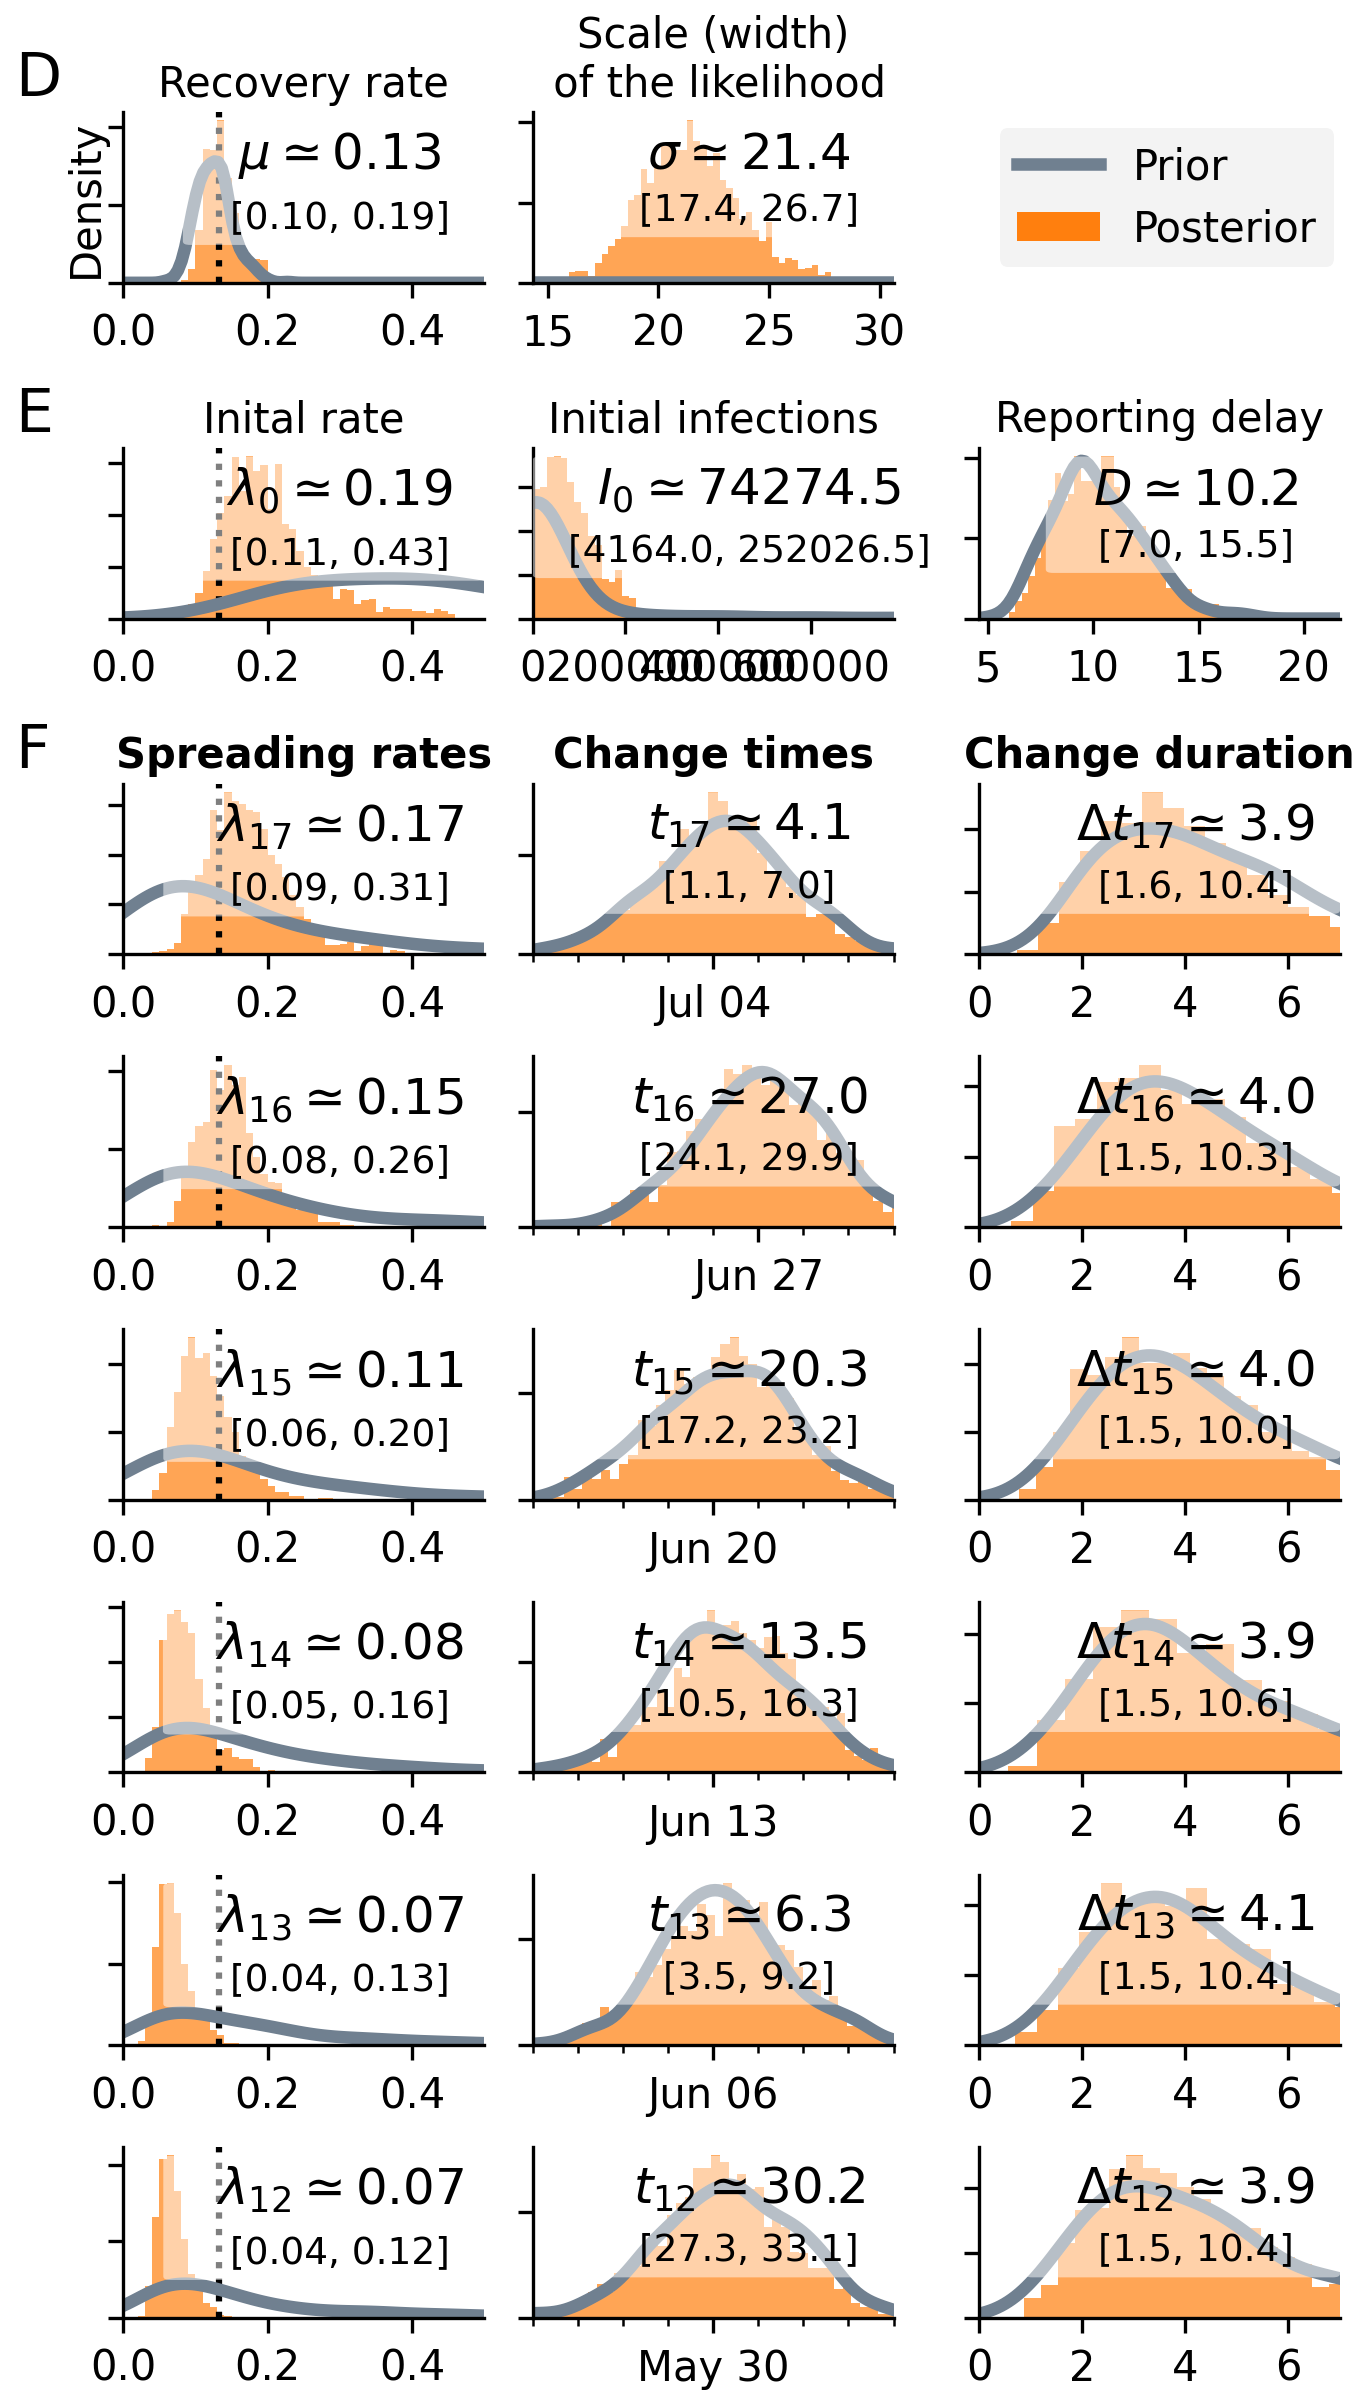 D
Recovery rate
Scale (width)
of the likelihood
Density
μ ≃ 0.13
[0.10, 0.19]
0.0 0.2 0.4
σ ≃ 21.4
[17.4, 26.7]
15 20 25 30
Prior
Posterior
E
Inital rate
Initial infections
Reporting delay
λ0 ≃ 0.19
[0.11, 0.43]
0.0 0.2 0.4
I0 ≃ 74274.5
[4164.0, 252026.5]
0 200000 400000 600000
D ≃ 10.2
[7.0, 15.5]
5 10 15 20
F
Spreading rates
Change times
Change duration
λ17 ≃ 0.17
[0.09, 0.31]
0.0 0.2 0.4
t17 ≃ 4.1
[1.1, 7.0]
Jul 04
Δt17 ≃ 3.9
[1.6, 10.4]
0 2 4 6
λ16 ≃ 0.15
[0.08, 0.26]
0.0 0.2 0.4
t16 ≃ 27.0
[24.1, 29.9]
Jun 27
Δt16 ≃ 4.0
[1.5, 10.3]
0 2 4 6
λ15 ≃ 0.11
[0.06, 0.20]
0.0 0.2 0.4
t15 ≃ 20.3
[17.2, 23.2]
Jun 20
Δt15 ≃ 4.0
[1.5, 10.0]
0 2 4 6
λ14 ≃ 0.08
[0.05, 0.16]
0.0 0.2 0.4
t14 ≃ 13.5
[10.5, 16.3]
Jun 13
Δt14 ≃ 3.9
[1.5, 10.6]
0 2 4 6
λ13 ≃ 0.07
[0.04, 0.13]
0.0 0.2 0.4
t13 ≃ 6.3
[3.5, 9.2]
Jun 06
Δt13 ≃ 4.1
[1.5, 10.4]
0 2 4 6
λ12 ≃ 0.07
[0.04, 0.12]
0.0 0.2 0.4
t12 ≃ 30.2
[27.3, 33.1]
May 30
Δt12 ≃ 3.9
[1.5, 10.4]
0 2 4 6